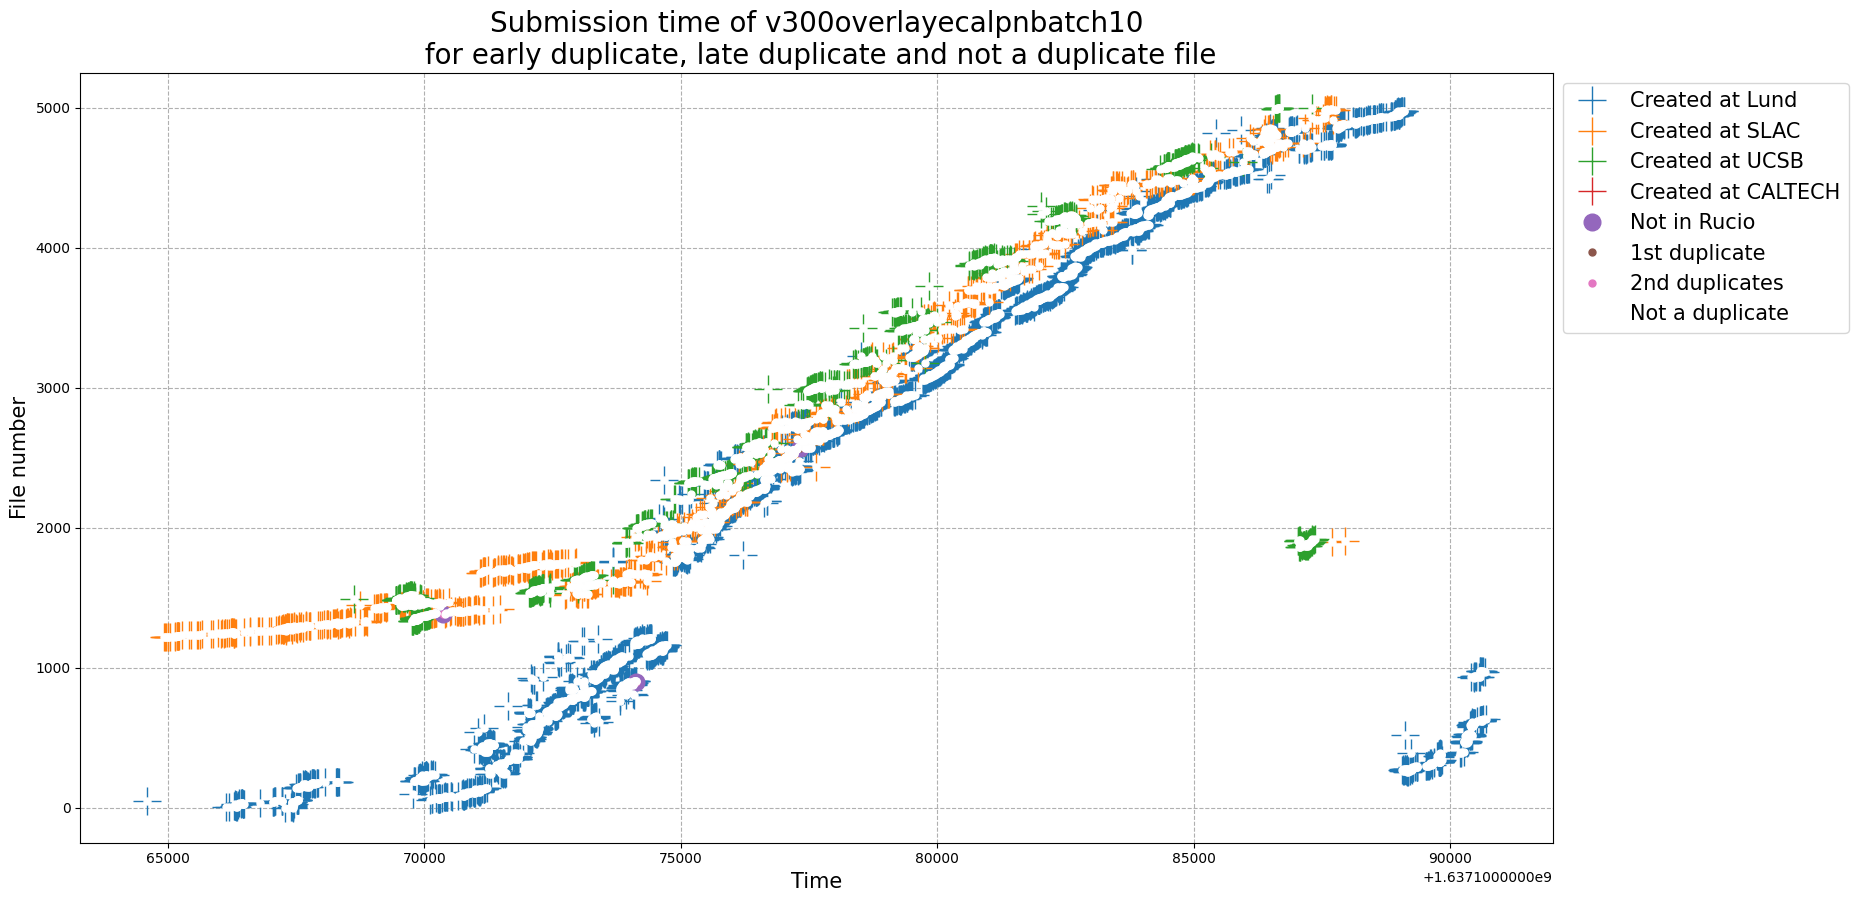 Submission time of v300overlayecalpnbatch10
for early duplicate, late duplicate and not a duplicate file
Created at Lund
Created at SLAC
Created at UCSB
Created at CALTECH
Not in Rucio
1st duplicate
2nd duplicates
Not a duplicate
File number
5000
4000
3000
2000
1000
0
65000
70000
75000
80000
85000
90000
+1.6371000000e9
Time